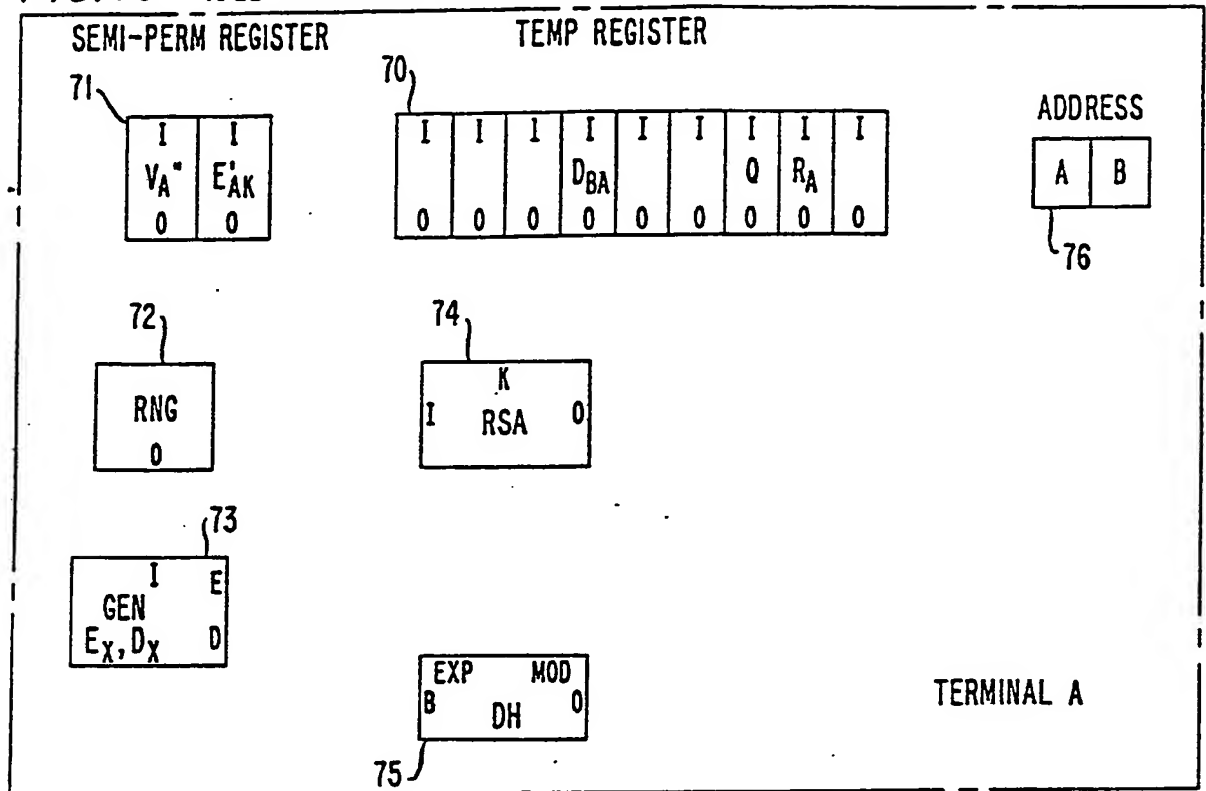 SEMI-PERM REGISTER TEMP REGISTER
71 70
ADDRESS
I I I I I I I I I I I
V_A" E'_AK D_BA Q R_A A B
0 0 0 0 0 0 0 0 0 0 0
76
72 74
K
RNG I RSA 0
0
73
I E
GEN
E_X, D_X D
EXP MOD
B DH 0
TERMINAL A
75